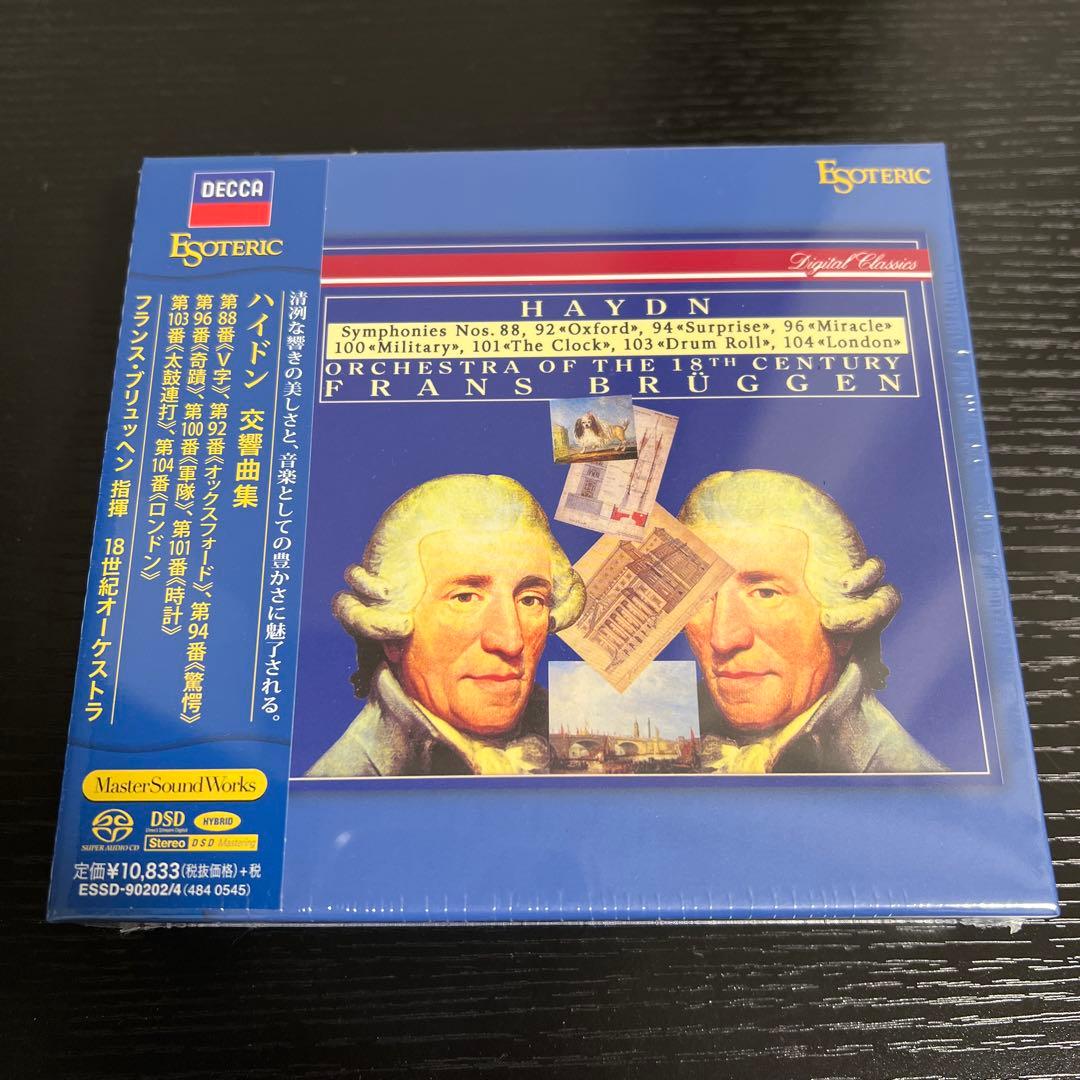 DECCA
ESOTERIC
清冽な響きの美しさと、音楽としての豊かさに魅了される。
ハイドン 交響曲集
第88番《V字》、第92番《オックスフォード》、第94番《驚愕》
第96番《奇蹟》、第100番《軍隊》、第101番《時計》
第103番《太鼓連打》、第104番《ロンドン》
フランス・ブリュッヘン 指揮 18世紀オーケストラ
MasterSoundWorks
SUPER AUDIO CD
DSD
Direct Stream Digital
HYBRID
Stereo DSD Mastering
定価¥10,833(税抜価格)+税
ESSD-90202/4(484 0545)
ESOTERIC
Digital Classics
HAYDN
Symphonies Nos. 88, 92 «Oxford», 94 «Surprise», 96 «Miracle»
100 «Military», 101 «The Clock», 103 «Drum Roll», 104 «London»
ORCHESTRA OF THE 18TH CENTURY
FRANS BRÜGGEN